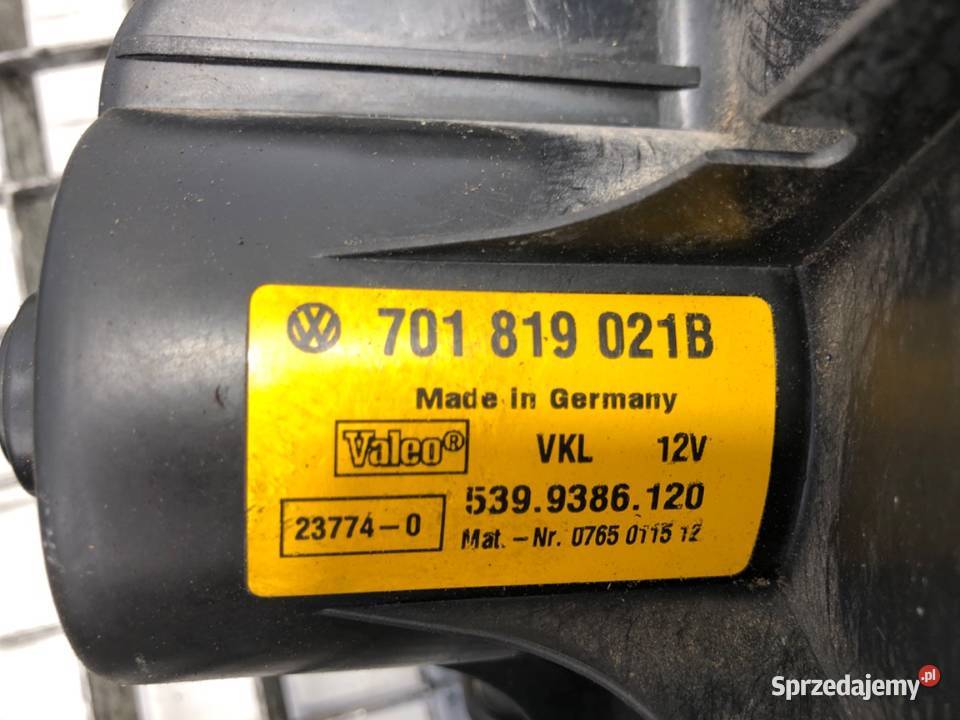 701 819 021B
Made in Germany
Valeo® VKL 12V
539.9386.120
23774-0
Mat.-Nr. 0765 0115 12
Sprzedajemy.pl